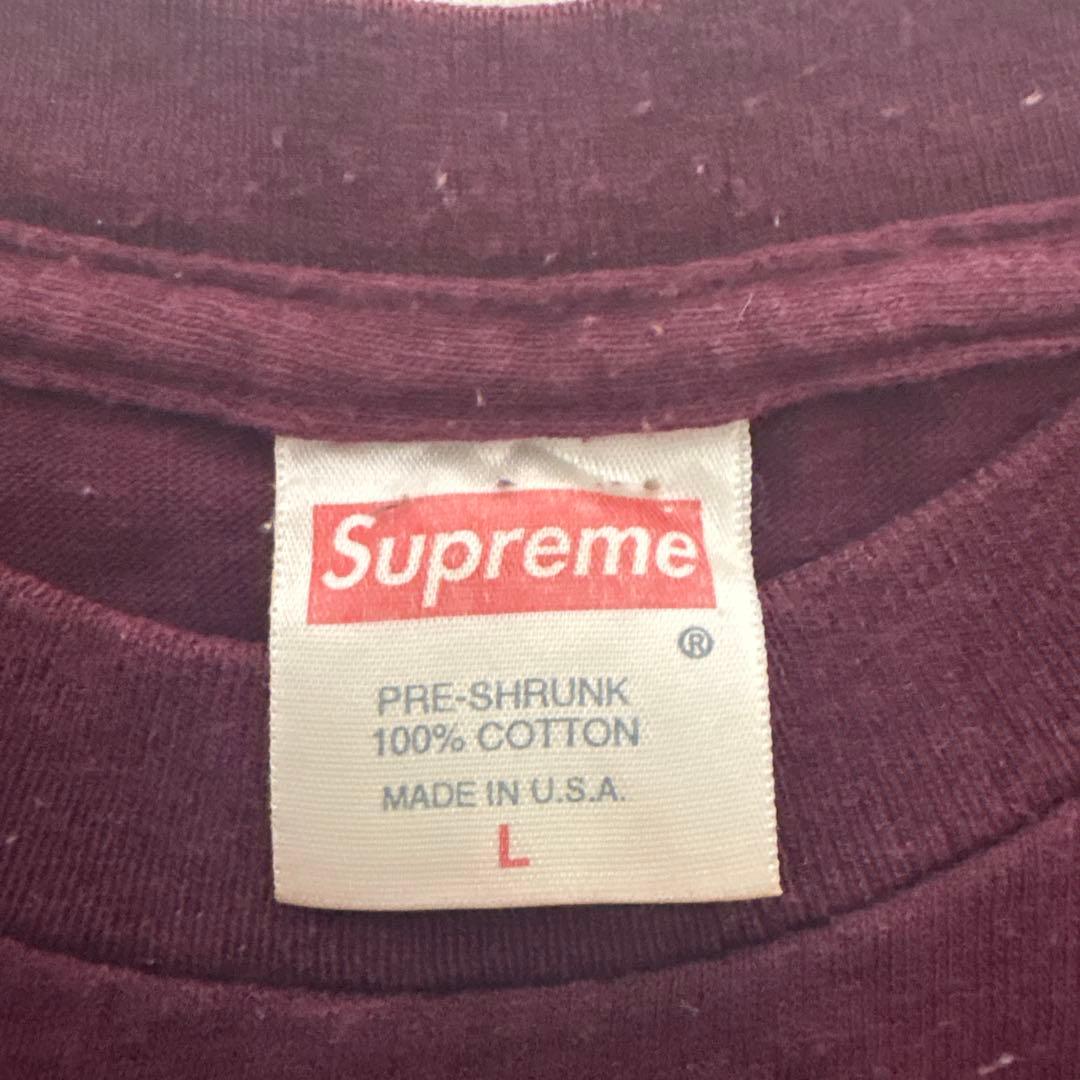 Supreme
®
PRE-SHRUNK
100% COTTON
MADE IN U.S.A.
L